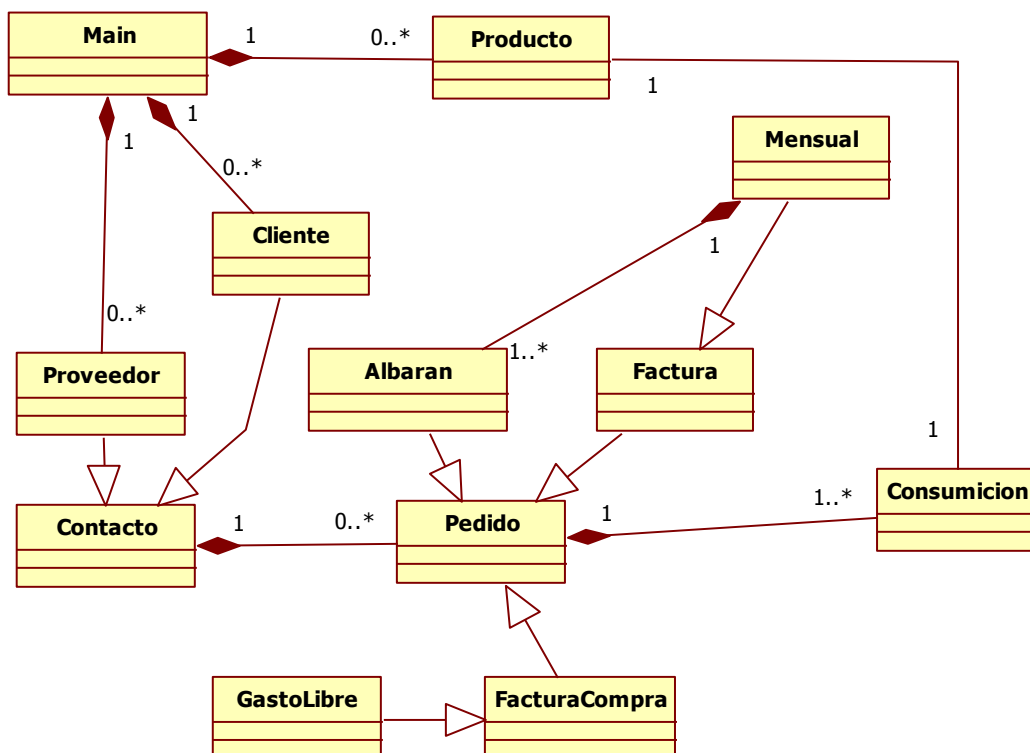 Main
1
0..*
Producto
1
1
1
0..*
Mensual
1
Cliente
0..*
1..*
Proveedor
Albaran
Factura
1
Contacto
1
0..*
Pedido
1
1..*
Consumicion
GastoLibre
FacturaCompra